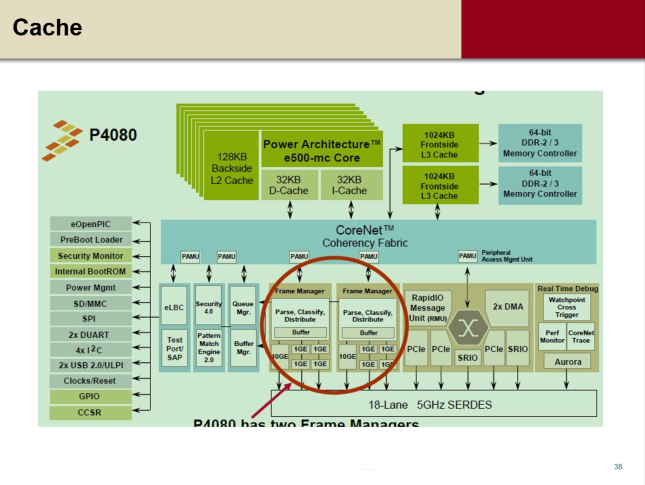 Cache
P4080
128KB
Backside
L2 Cache
Power Architecture™
e500-mc Core
32KB
D-Cache
32KB
I-Cache
1024KB
Frontside
L3 Cache
64-bit
DDR-2 / 3
Memory Controller
1024KB
Frontside
L3 Cache
64-bit
DDR-2 / 3
Memory Controller
CoreNet™
Coherency Fabric
PAMU
PAMU
PAMU
PAMU
PAMU
Peripheral
Access Mgmt Unit
eOpenPIC
PreBoot Loader
Security Monitor
Internal BootROM
Power Mgmt
SD/MMC
SPI
2x DUART
4x I²C
2x USB 2.0/ULPI
Clocks/Reset
GPIO
CCSR
eLBC
Test
Port/
SAP
Security
4.0
Pattern
Match
Engine
2.0
Queue
Mgr.
Buffer
Mgr.
Frame Manager
Parse, Classify,
Distribute
Buffer
10GE
1GE
1GE
1GE
1GE
Frame Manager
Parse, Classify,
Distribute
Buffer
10GE
1GE
1GE
1GE
1GE
RapidIO
Message
Unit (RMU)
2x DMA
PCIe
PCIe
SRIO
PCIe
SRIO
Real Time Debug
Watchpoint
Cross
Trigger
Perf
Monitor
CoreNet
Trace
Aurora
18-Lane 5GHz SERDES
P4080 has two Frame Managers
38